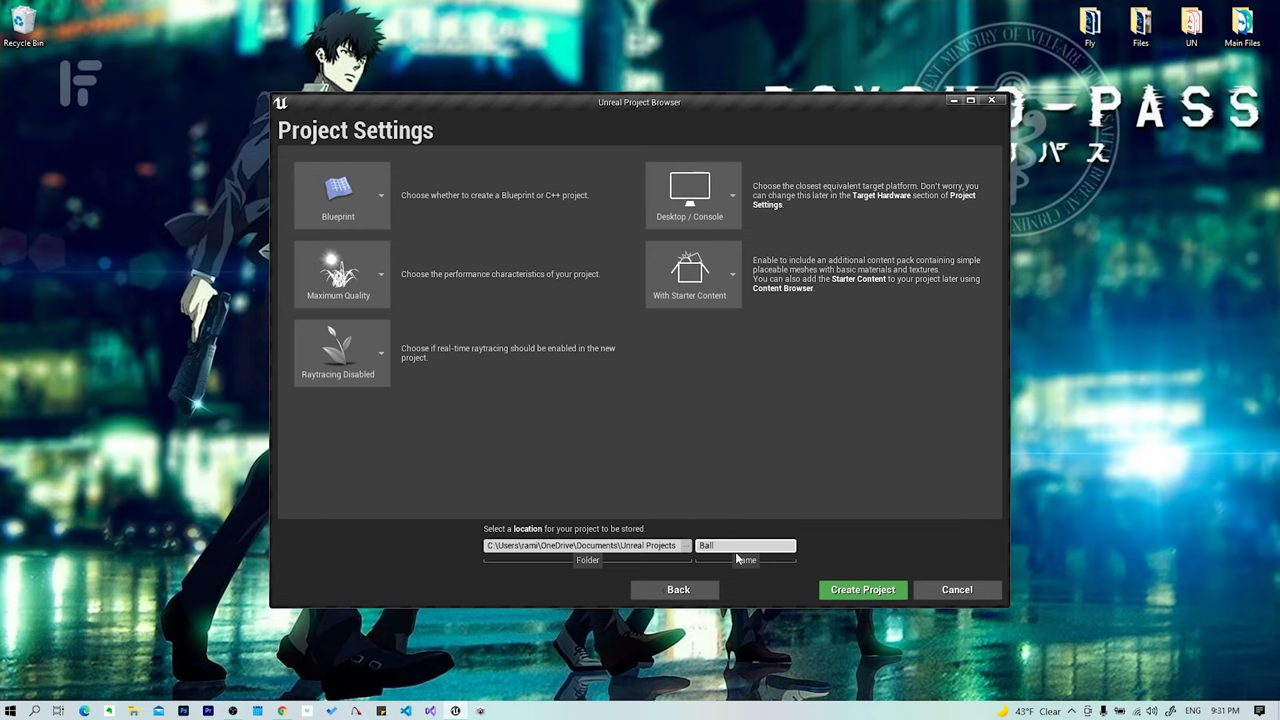 Recycle Bin
Fly
Files
UN
Main Files
PSYCHO-PASS
パス
Unreal Project Browser
Project Settings
Blueprint
Choose whether to create a Blueprint or C++ project.
Desktop / Console
Choose the closest equivalent target platform. Don't worry, you
can change this later in the Target Hardware section of Project
Settings.
Maximum Quality
Choose the performance characteristics of your project.
With Starter Content
Enable to include an additional content pack containing simple
placeable meshes with basic materials and textures.
You can also add the Starter Content to your project later using
Content Browser.
Raytracing Disabled
Choose if real-time raytracing should be enabled in the new
project.
Select a location for your project to be stored.
C:\Users\rami\OneDrive\Documents\Unreal Projects
...
Ball
Folder
Back
Create Project
Cancel
43°F Clear
ENG
9:31 PM